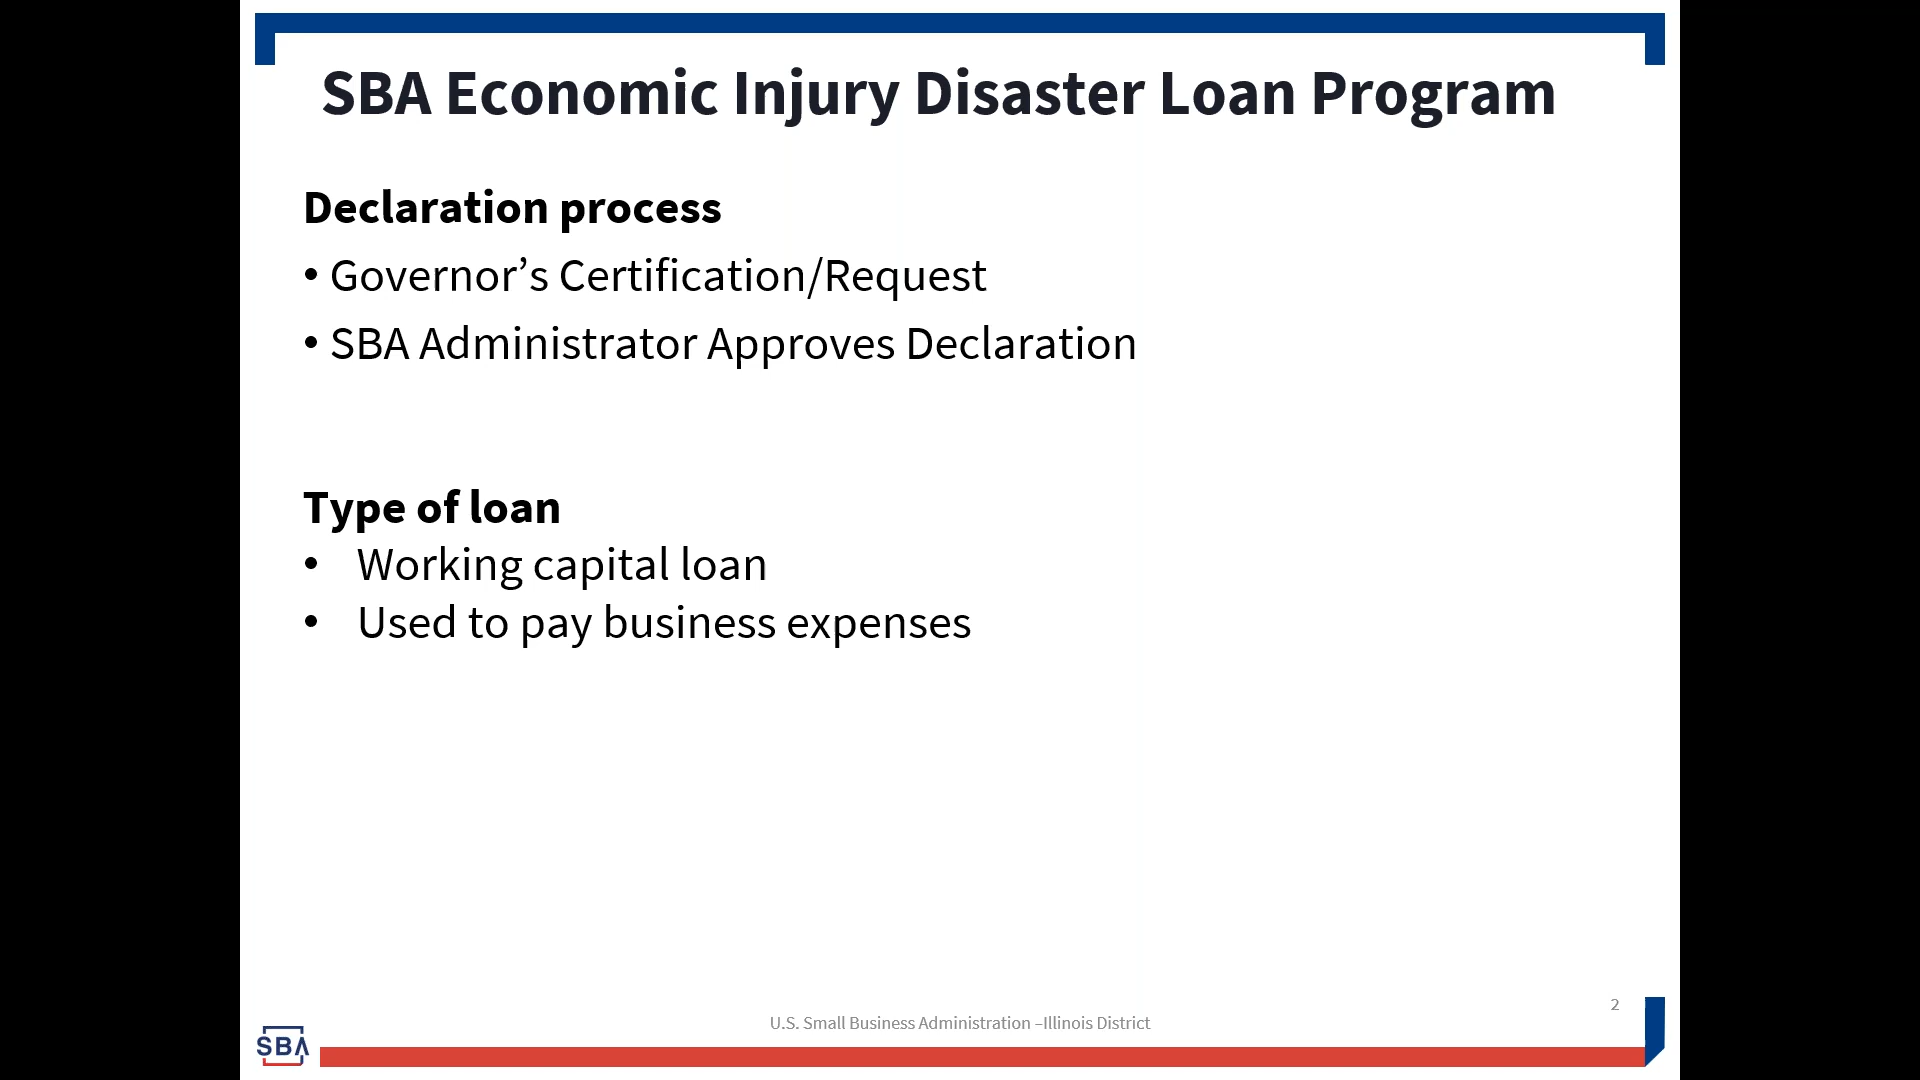 SBA Economic Injury Disaster Loan Program
Declaration process
• Governor’s Certification/Request
• SBA Administrator Approves Declaration
Type of loan
• Working capital loan
• Used to pay business expenses
2
U.S. Small Business Administration –Illinois District
SBA